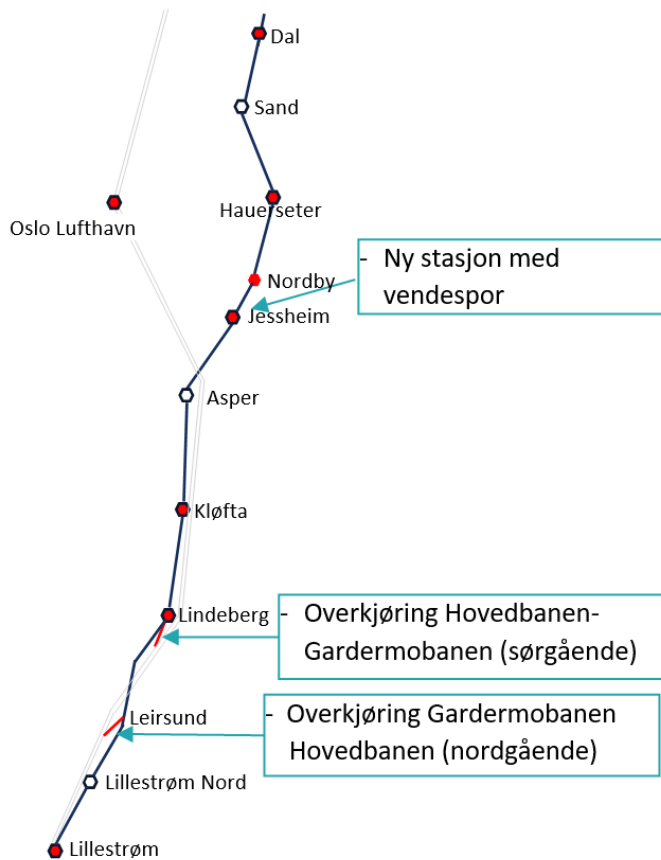 Dal
Sand
Hauerseter
Oslo Lufthavn
- Ny stasjon med
vendespor
Nordby
Jessheim
Asper
Kløfta
Lindeberg
- Overkjøring Hovedbanen-
Gardermobanen (sørgående)
Leirsund
- Overkjøring Gardermobanen
Hovedbanen (nordgående)
Lillestrøm Nord
Lillestrøm